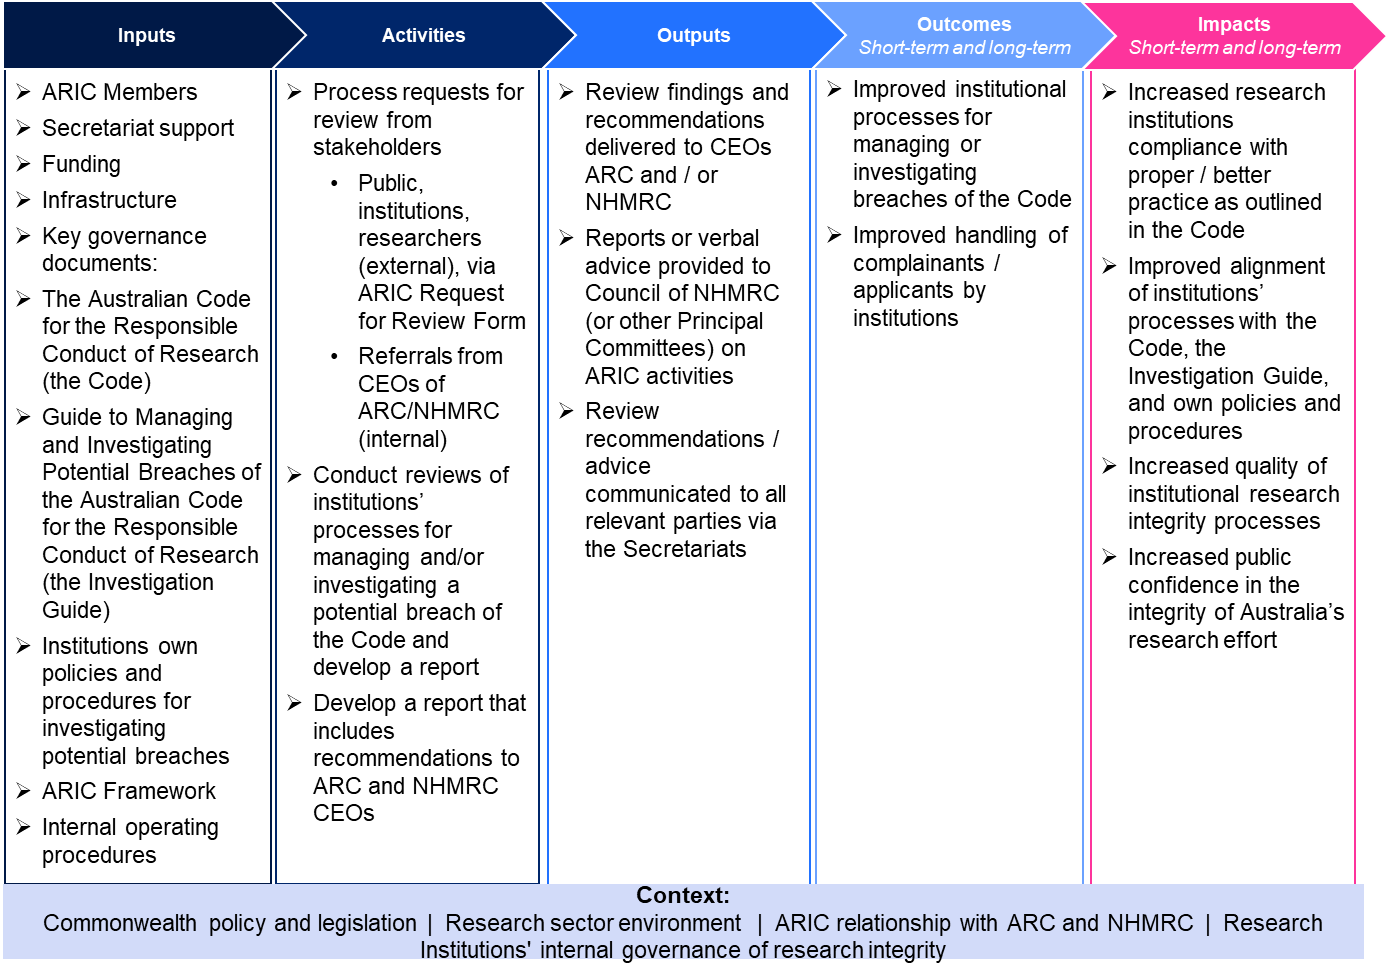 Inputs
Activities
Outputs
Outcomes
Short-term and long-term
Impacts
Short-term and long-term
➢ ARIC Members
➢ Secretariat support
➢ Funding
➢ Infrastructure
➢ Key governance
documents:
➢ The Australian Code
for the Responsible
Conduct of Research
(the Code)
➢ Guide to Managing
and Investigating
Potential Breaches of
the Australian Code
for the Responsible
Conduct of Research
(the Investigation
Guide)
➢ Institutions own
policies and
procedures for
investigating
potential breaches
➢ ARIC Framework
➢ Internal operating
procedures
➢ Process requests for
review from
stakeholders
• Public,
institutions,
researchers
(external), via
ARIC Request
for Review Form
• Referrals from
CEOs of
ARC/NHMRC
(internal)
➢ Conduct reviews of
institutions’
processes for
managing and/or
investigating a
potential breach of
the Code and
develop a report
➢ Develop a report that
includes
recommendations to
ARC and NHMRC
CEOs
➢ Review findings and
recommendations
delivered to CEOs
ARC and / or
NHMRC
➢ Reports or verbal
advice provided to
Council of NHMRC
(or other Principal
Committees) on
ARIC activities
➢ Review
recommendations /
advice
communicated to all
relevant parties via
the Secretariats
➢ Improved institutional
processes for
managing or
investigating
breaches of the Code
➢ Improved handling of
complainants /
applicants by
institutions
➢ Increased research
institutions
compliance with
proper / better
practice as outlined
in the Code
➢ Improved alignment
of institutions’
processes with the
Code, the
Investigation Guide,
and own policies and
procedures
➢ Increased quality of
institutional research
integrity processes
➢ Increased public
confidence in the
integrity of Australia’s
research effort
Context:
Commonwealth policy and legislation | Research sector environment | ARIC relationship with ARC and NHMRC | Research
Institutions' internal governance of research integrity